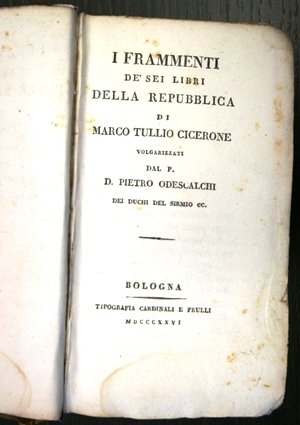 I FRAMMENTI
DE' SEI LIBRI
DELLA REPUBBLICA
DI
MARCO TULLIO CICERONE
VOLGARIZZATI
DAL P.
D. PIETRO ODESCALCHI
DEI DUCHI DEL SIRMIO ec.
BOLOGNA
TIPOGRAFIA CARDINALI E FRULLI
MDCCCXXVI